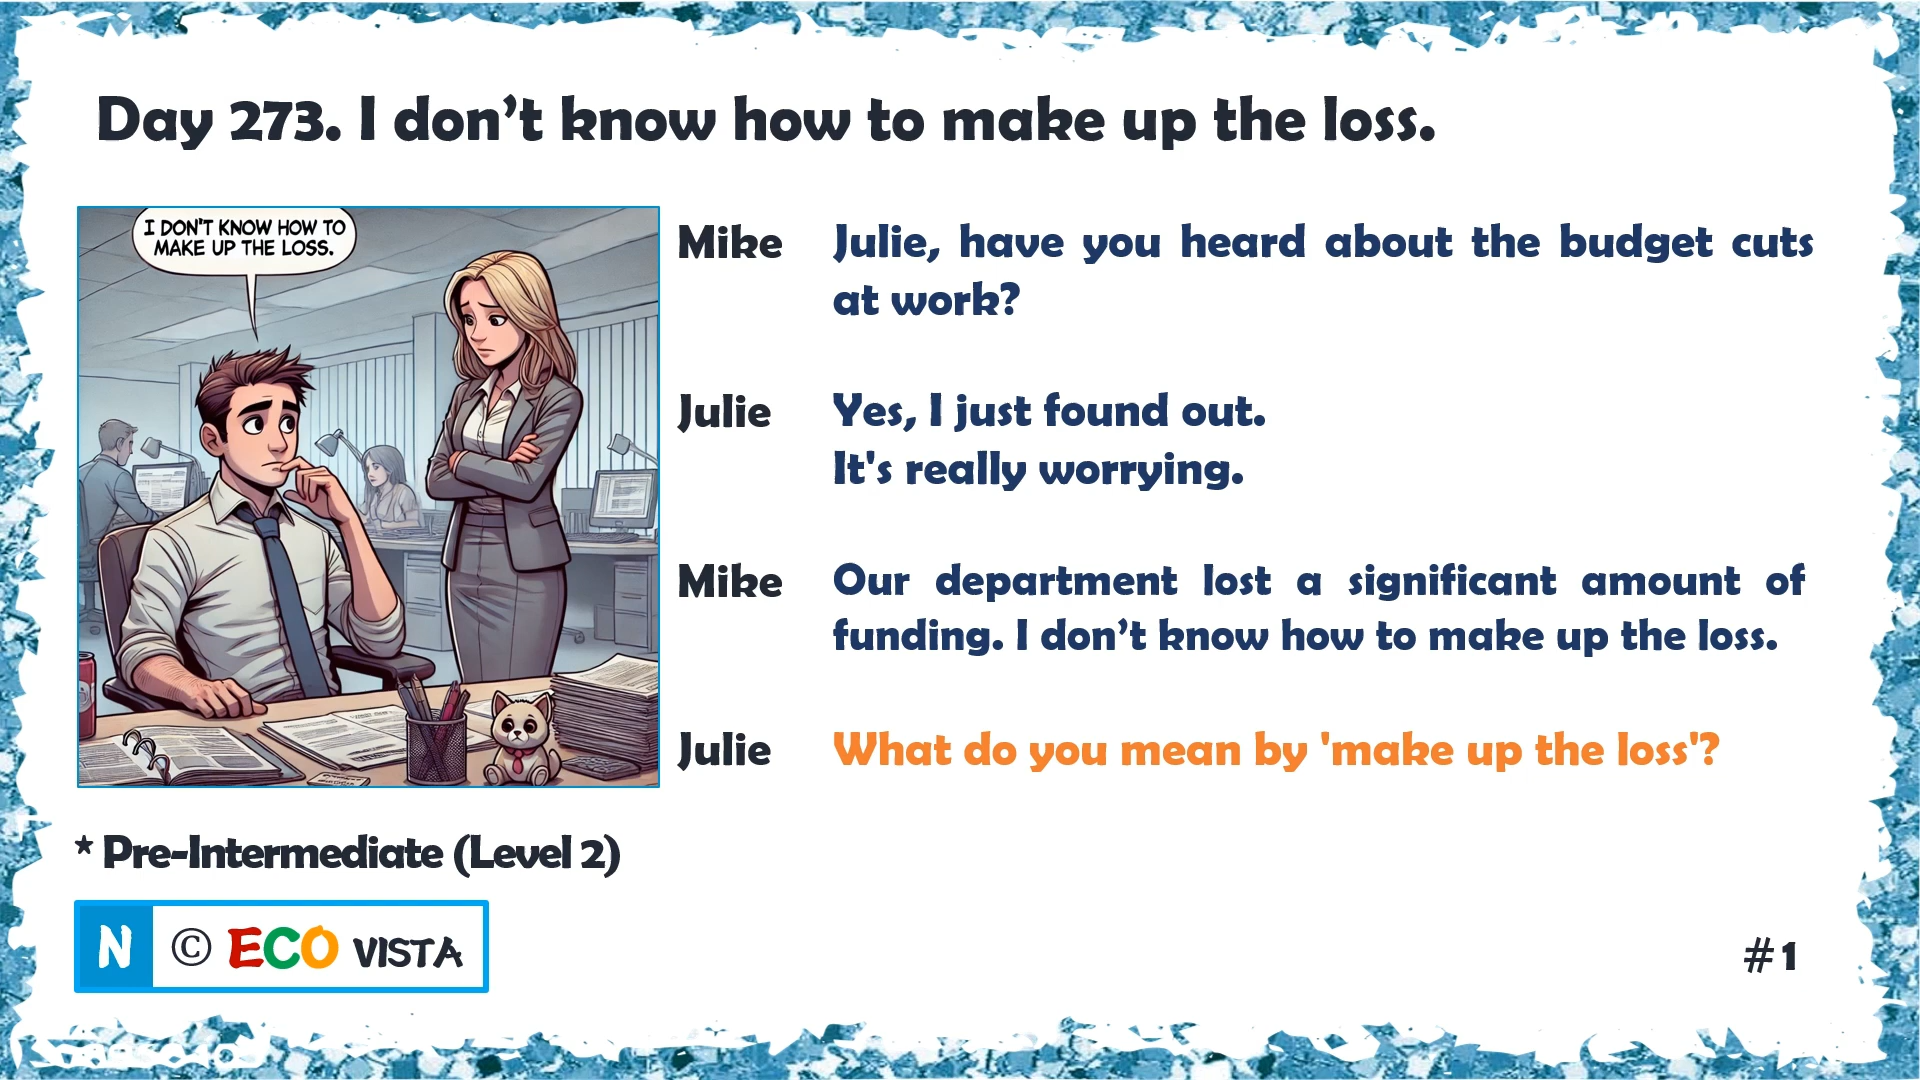 Day 273. I don’t know how to make up the loss.
I DON'T KNOW HOW TO
MAKE UP THE LOSS.
Mike Julie, have you heard about the budget cuts
at work?
Julie Yes, I just found out.
It's really worrying.
Mike Our department lost a significant amount of
funding. I don’t know how to make up the loss.
Julie What do you mean by 'make up the loss'?
* Pre-Intermediate (Level 2)
N © ECO VISTA
#1